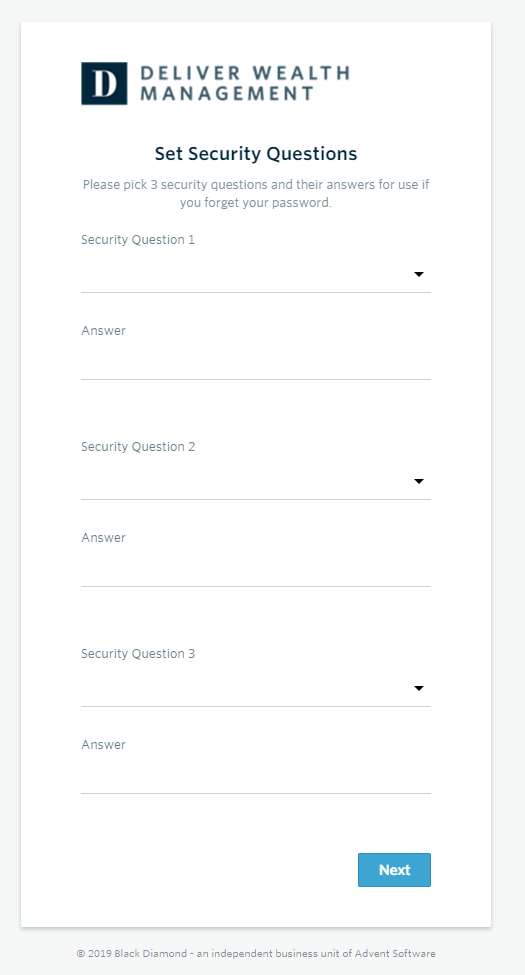 D DELIVER WEALTH
MANAGEMENT
Set Security Questions
Please pick 3 security questions and their answers for use if
you forget your password.
Security Question 1
Answer
Security Question 2
Answer
Security Question 3
Answer
Next
© 2019 Black Diamond - an independent business unit of Advent Software